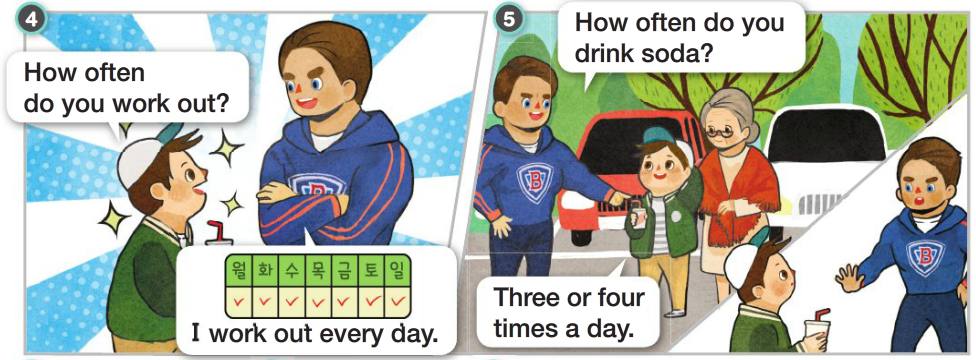 4
How often
do you work out?
B
월 화 수 목 금 토 일
I work out every day.
5
How often do you
drink soda?
B
Three or four
times a day.
B